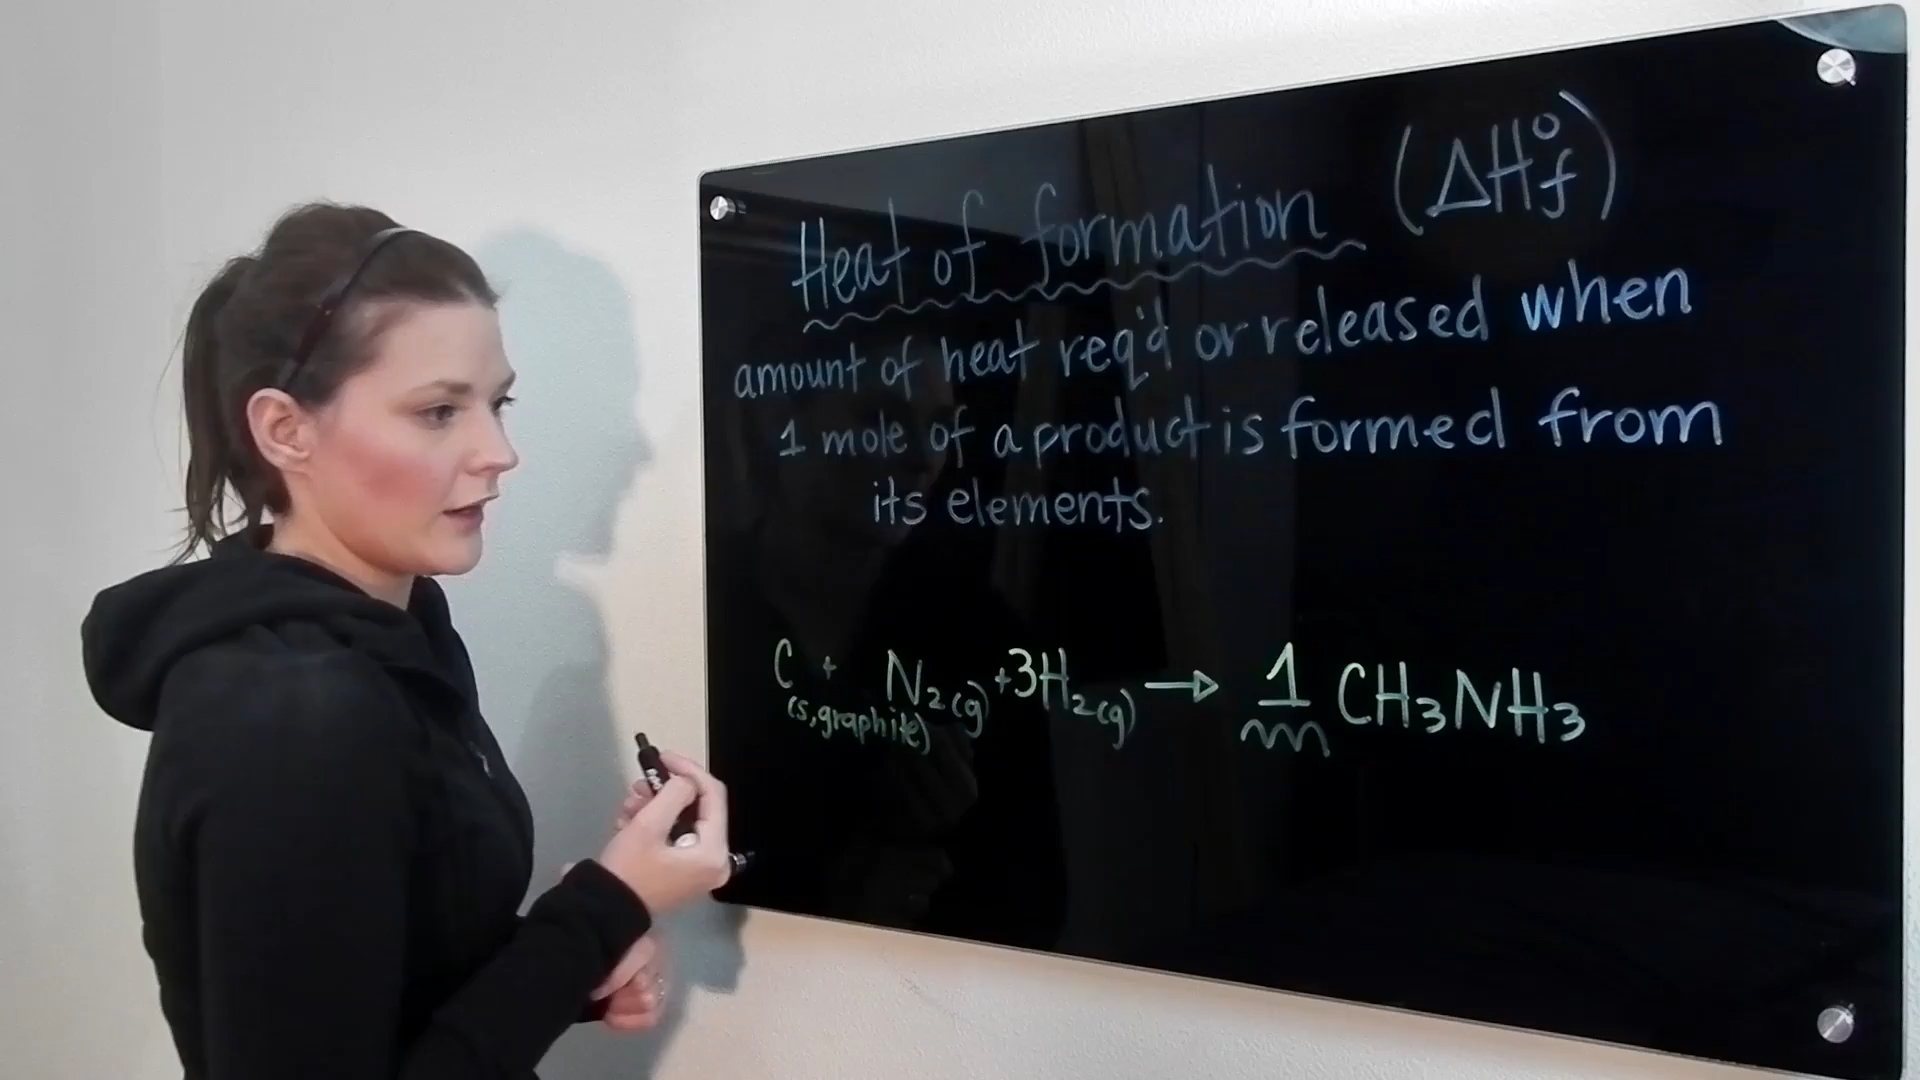 Heat of formation (ΔH°f)
amount of heat req'd or released when
1 mole of a product is formed from
its elements.
C(s,graphite) + N₂(g) + 3H₂(g) → 1 CH₃NH₃